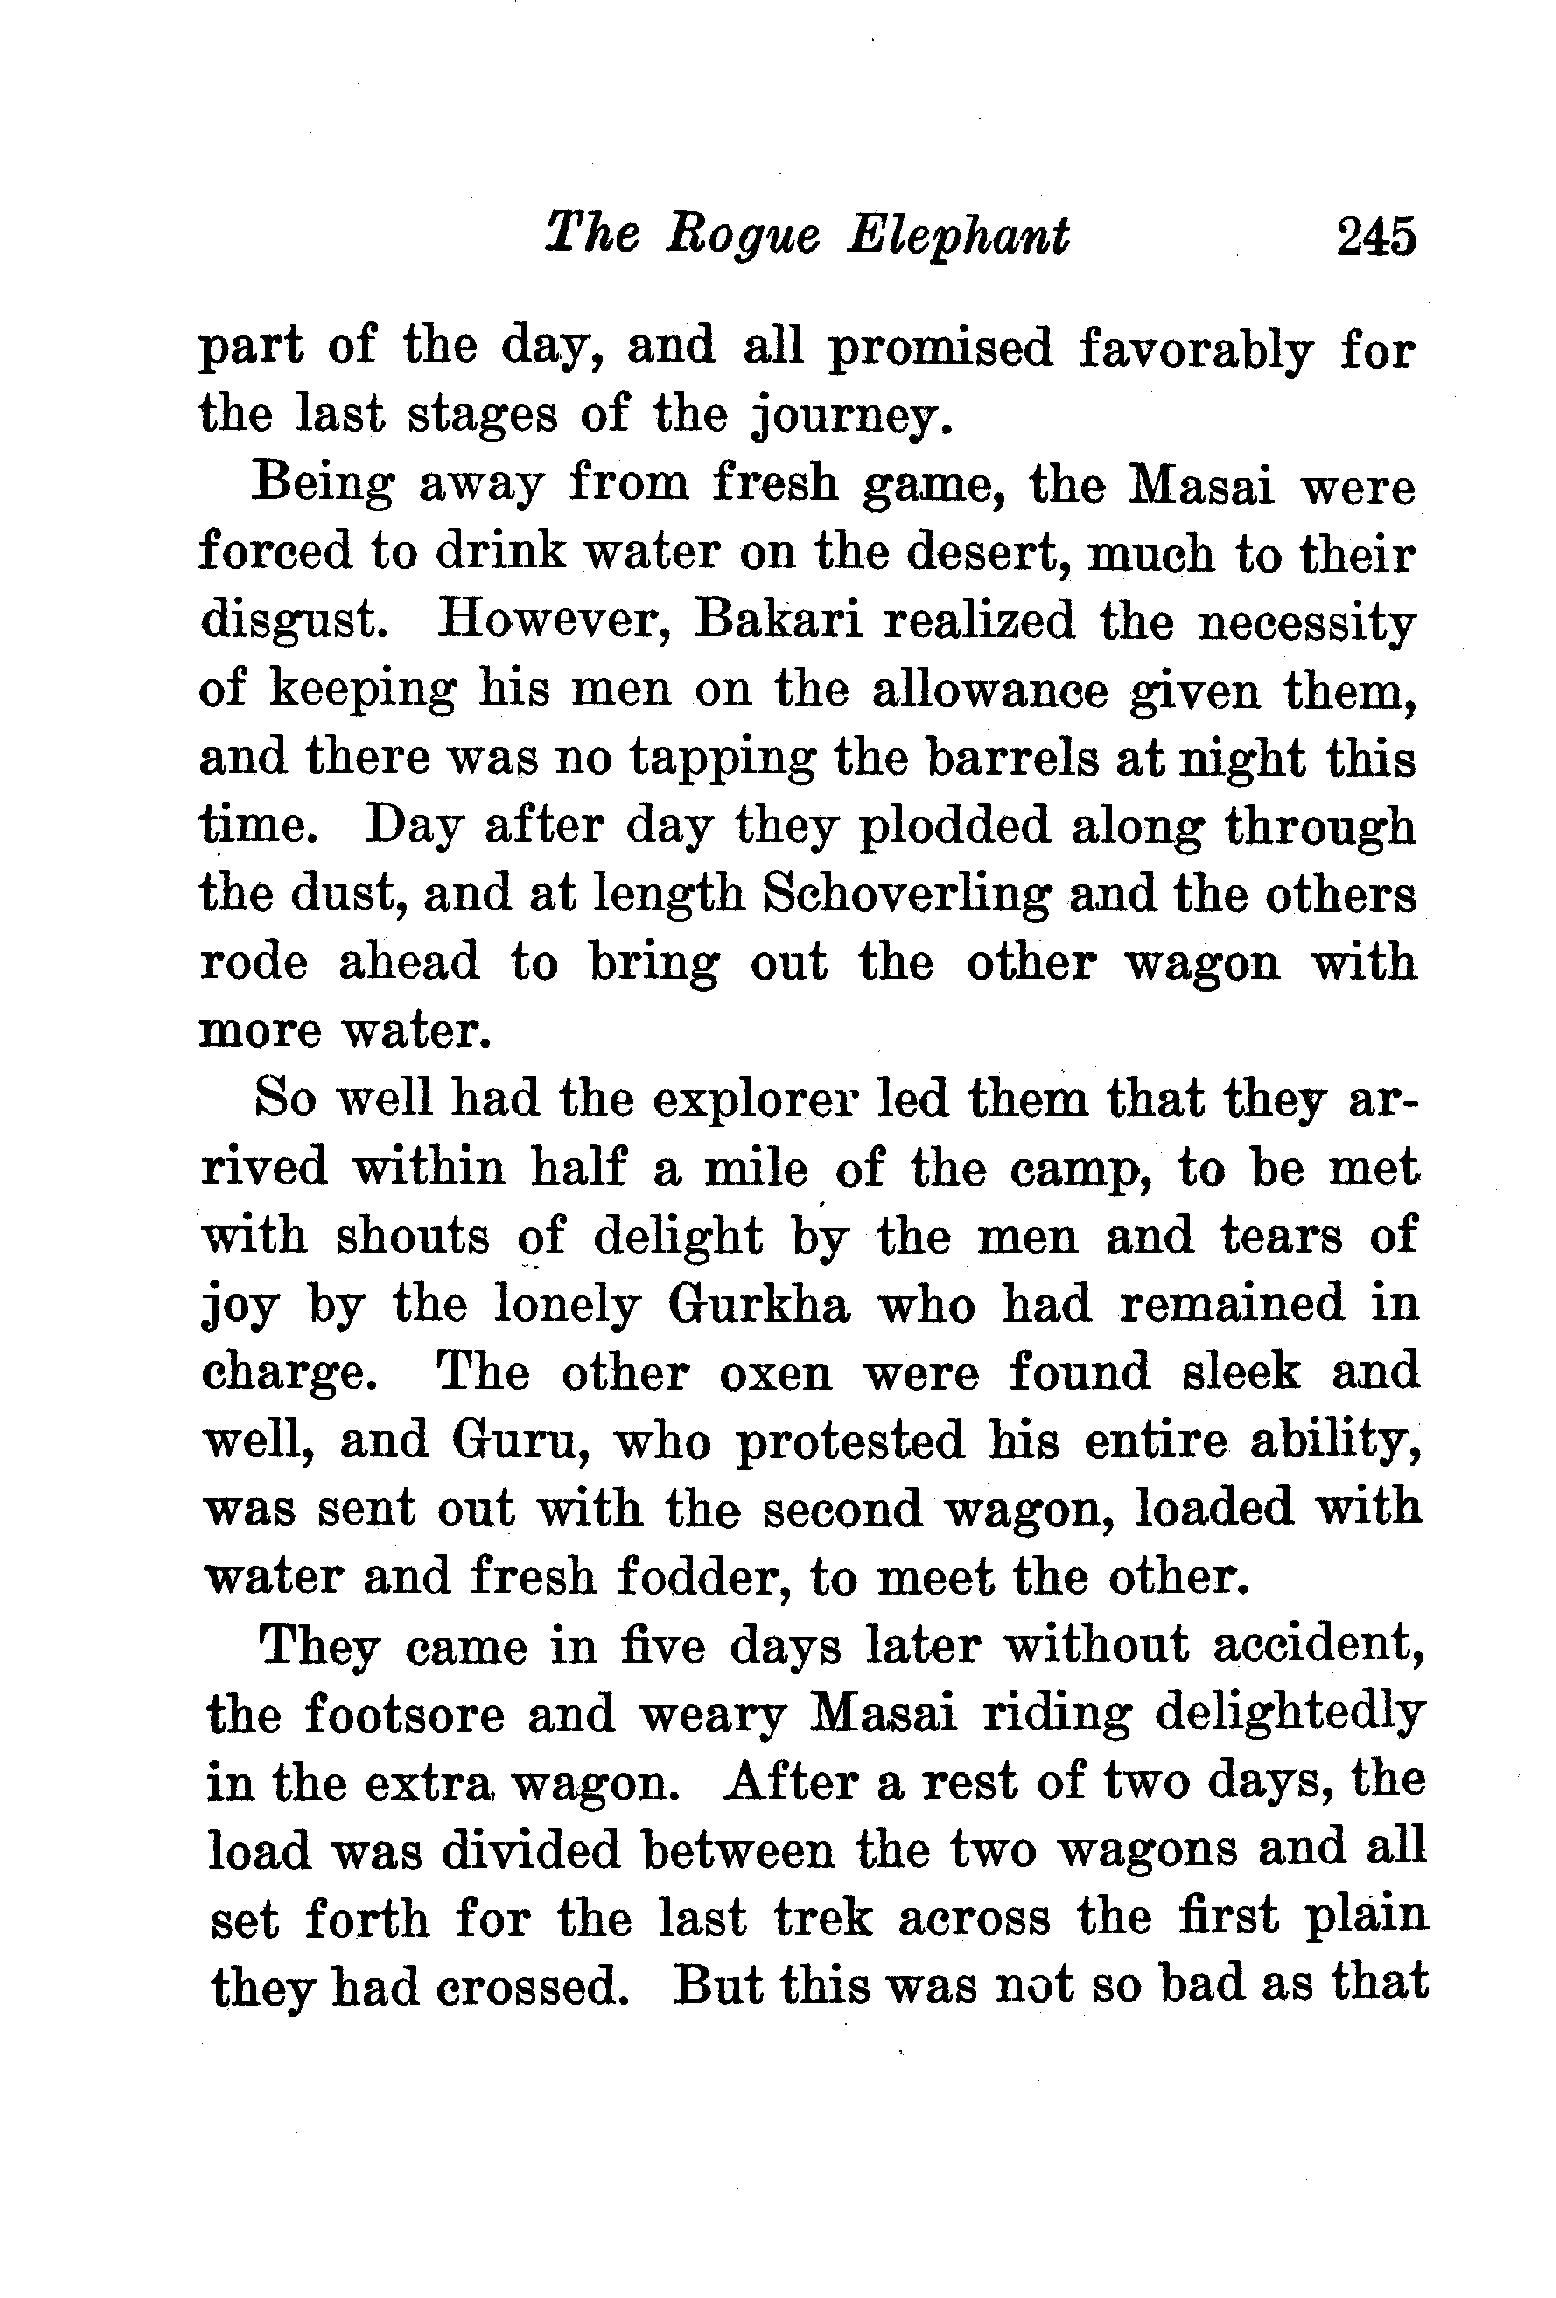 The Rogue Elephant 245
part of the day, and all promised favorably for
the last stages of the journey.
Being away from fresh game, the Masai were
forced to drink water on the desert, much to their
disgust. However, Bakari realized the necessity
of keeping his men on the allowance given them,
and there was no tapping the barrels at night this
time. Day after day they plodded along through
the dust, and at length Schoverling and the others
rode ahead to bring out the other wagon with
more water.
So well had the explorer led them that they ar-
rived within half a mile of the camp, to be met
with shouts of delight by the men and tears of
joy by the lonely Gurkha who had remained in
charge. The other oxen were found sleek and
well, and Guru, who protested his entire ability,
was sent out with the second wagon, loaded with
water and fresh fodder, to meet the other.
They came in five days later without accident,
the footsore and weary Masai riding delightedly
in the extra wagon. After a rest of two days, the
load was divided between the two wagons and all
set forth for the last trek across the first plain
they had crossed. But this was not so bad as that